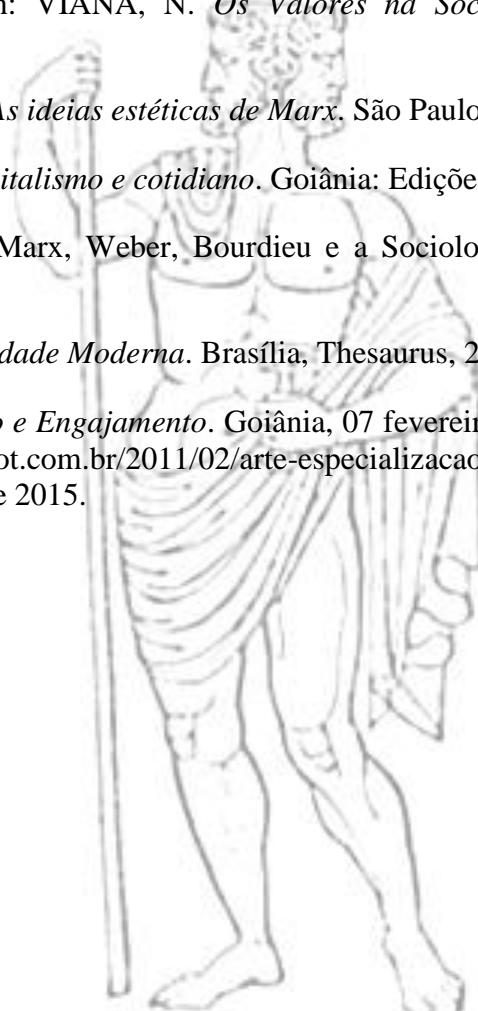 n: VIANA, N. Os Valores na Soc
As ideias estéticas de Marx. São Paulo
italismo e cotidiano. Goiânia: Ediçõe
Marx, Weber, Bourdieu e a Sociolo
dade Moderna. Brasília, Thesaurus, 2
o e Engajamento. Goiânia, 07 fevereir
ot.com.br/2011/02/arte-especializacao
e 2015.